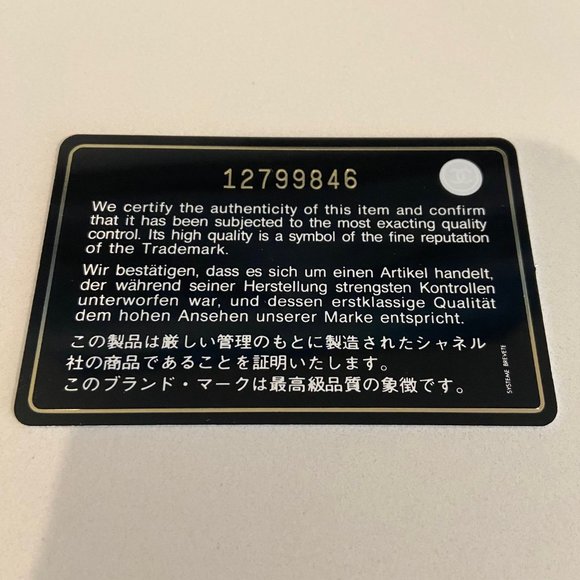 12799846
We certify the authenticity of this item and confirm
that it has been subjected to the most exacting quality
control. Its high quality is a symbol of the fine reputation
of the Trademark.
Wir bestätigen, dass es sich um einen Artikel handelt,
der während seiner Herstellung strengsten Kontrollen
unterworfen war, und dessen erstklassige Qualität
dem hohen Ansehen unserer Marke entspricht.
この製品は厳しい管理のもとに製造されたシャネル
社の商品であることを証明いたします。
このブランド・マークは最高級品質の象徴です。
SYSTEME BREVETE